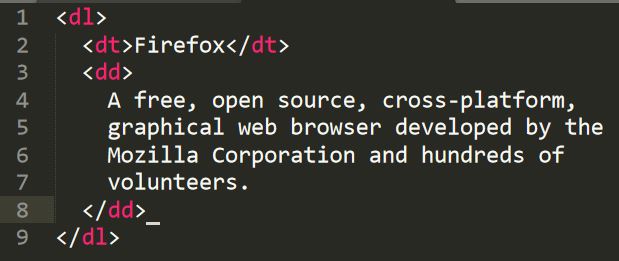 1 <dl>
2   <dt>Firefox</dt>
3   <dd>
4     A free, open source, cross-platform,
5     graphical web browser developed by the
6     Mozilla Corporation and hundreds of
7     volunteers.
8   </dd>
9 </dl>